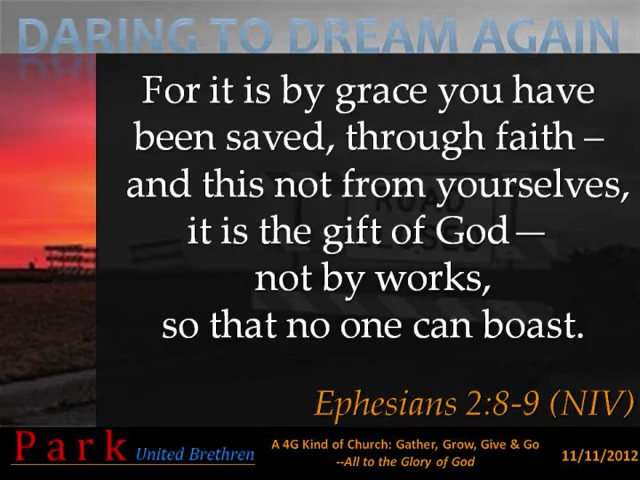 DARING TO DREAM AGAIN
For it is by grace you have
been saved, through faith –
and this not from yourselves,
it is the gift of God—
not by works,
so that no one can boast.
ROAD
Ephesians 2:8-9 (NIV)
Park United Brethren
A 4G Kind of Church: Gather, Grow, Give & Go
--All to the Glory of God
11/11/2012